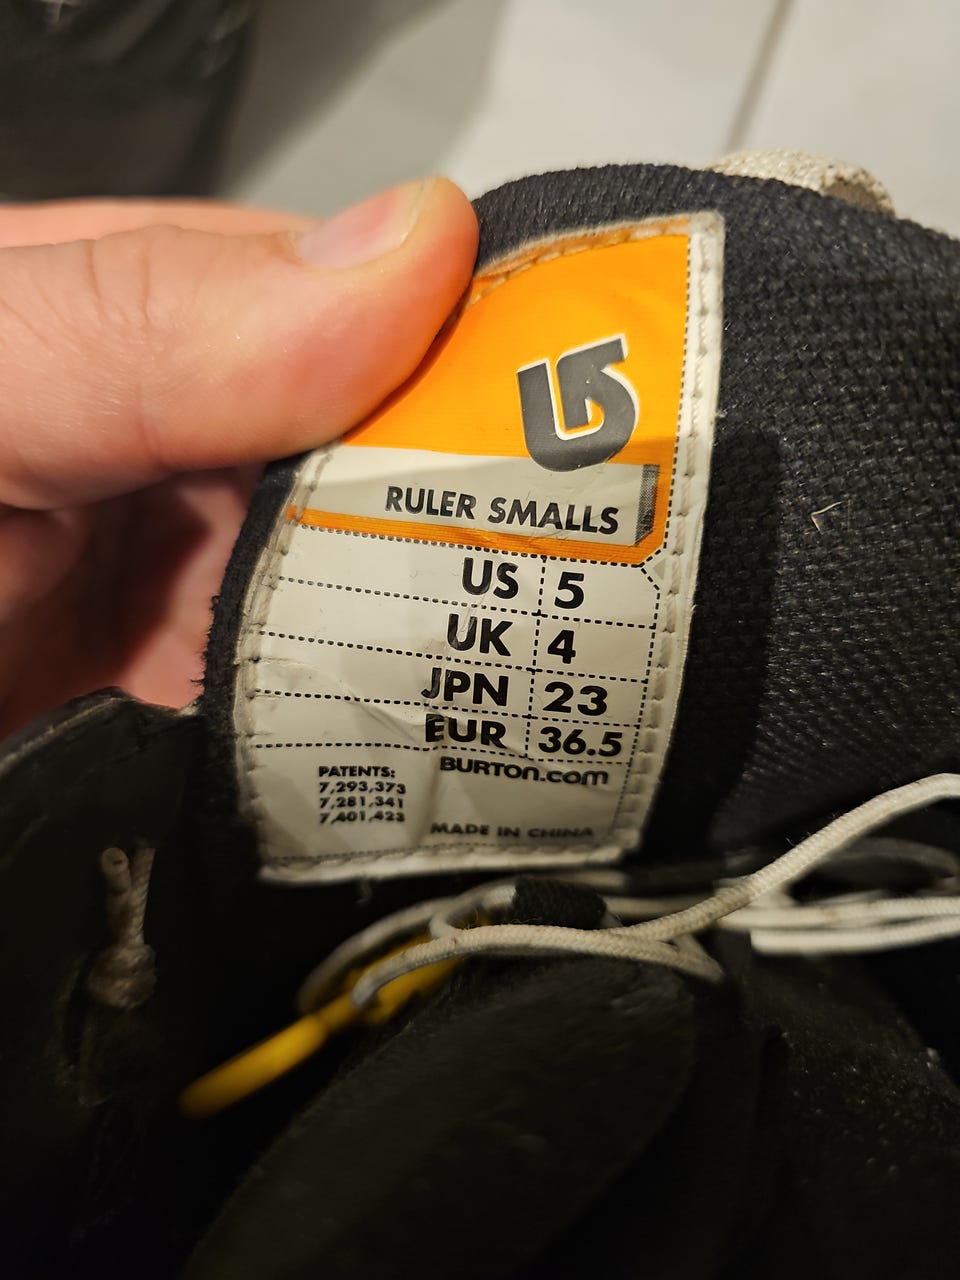 RULER SMALLS
US 5
UK 4
JPN 23
EUR 36.5
BURTON.com
PATENTS:
7,293,373
7,281,341
7,401,423
MADE IN CHINA